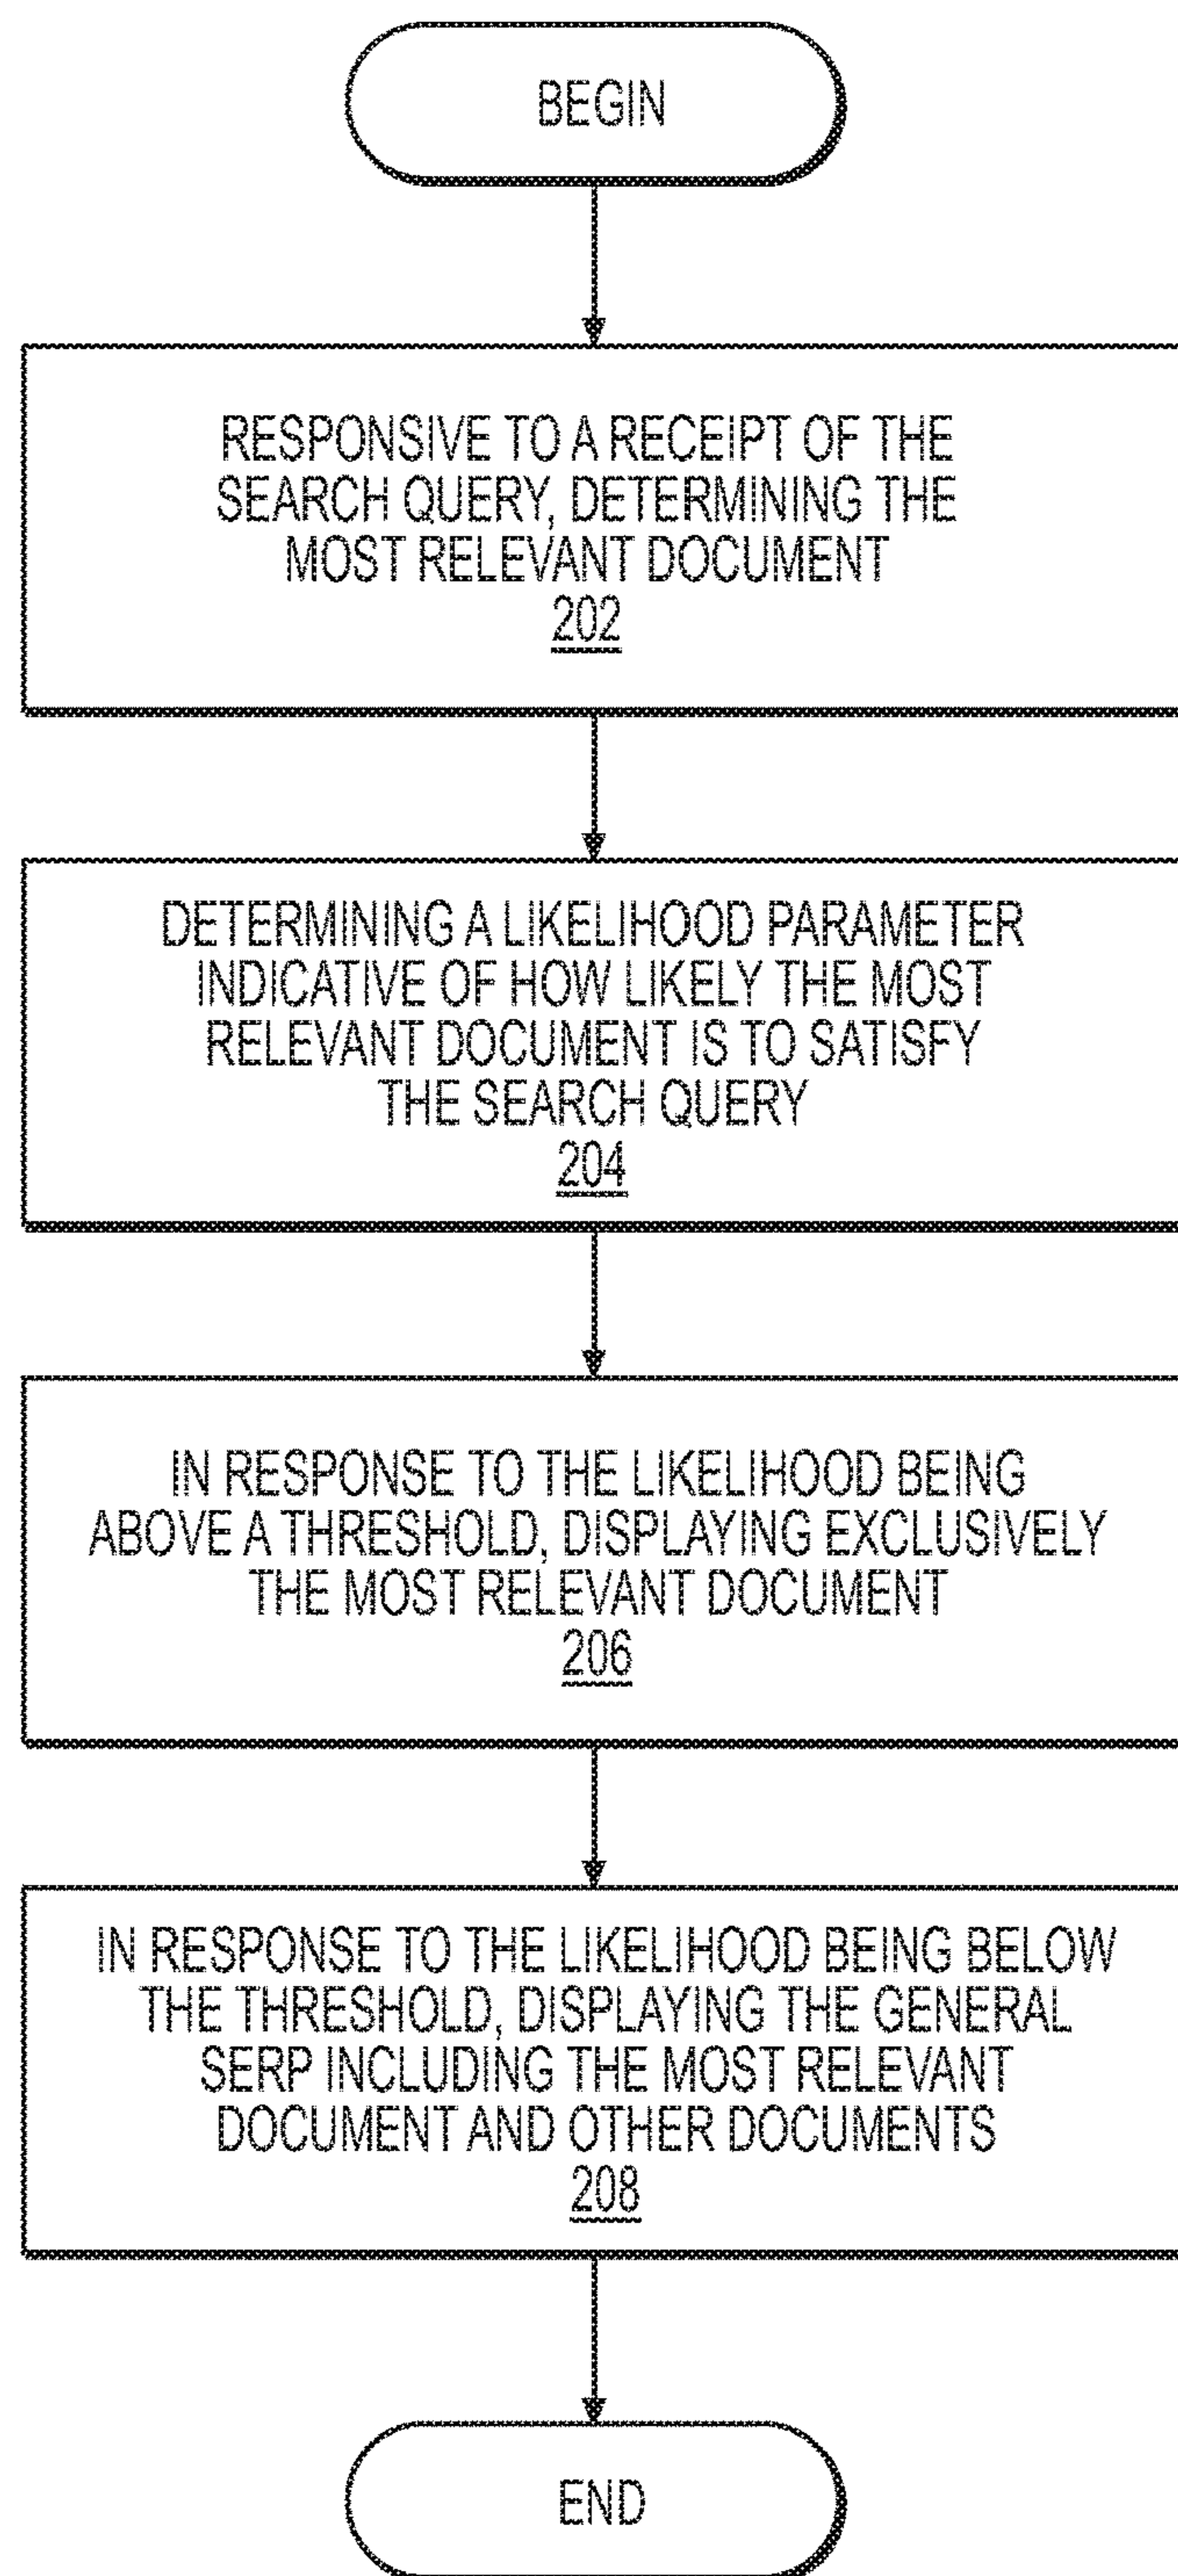 BEGIN
RESPONSIVE TO A RECEIPT OF THE
SEARCH QUERY, DETERMINING THE
MOST RELEVANT DOCUMENT
202
DETERMINING A LIKELIHOOD PARAMETER
INDICATIVE OF HOW LIKELY THE MOST
RELEVANT DOCUMENT IS TO SATISFY
THE SEARCH QUERY
204
IN RESPONSE TO THE LIKELIHOOD BEING
ABOVE A THRESHOLD, DISPLAYING EXCLUSIVELY
THE MOST RELEVANT DOCUMENT
206
IN RESPONSE TO THE LIKELIHOOD BEING BELOW
THE THRESHOLD, DISPLAYING THE GENERAL
SERP INCLUDING THE MOST RELEVANT
DOCUMENT AND OTHER DOCUMENTS
208
END